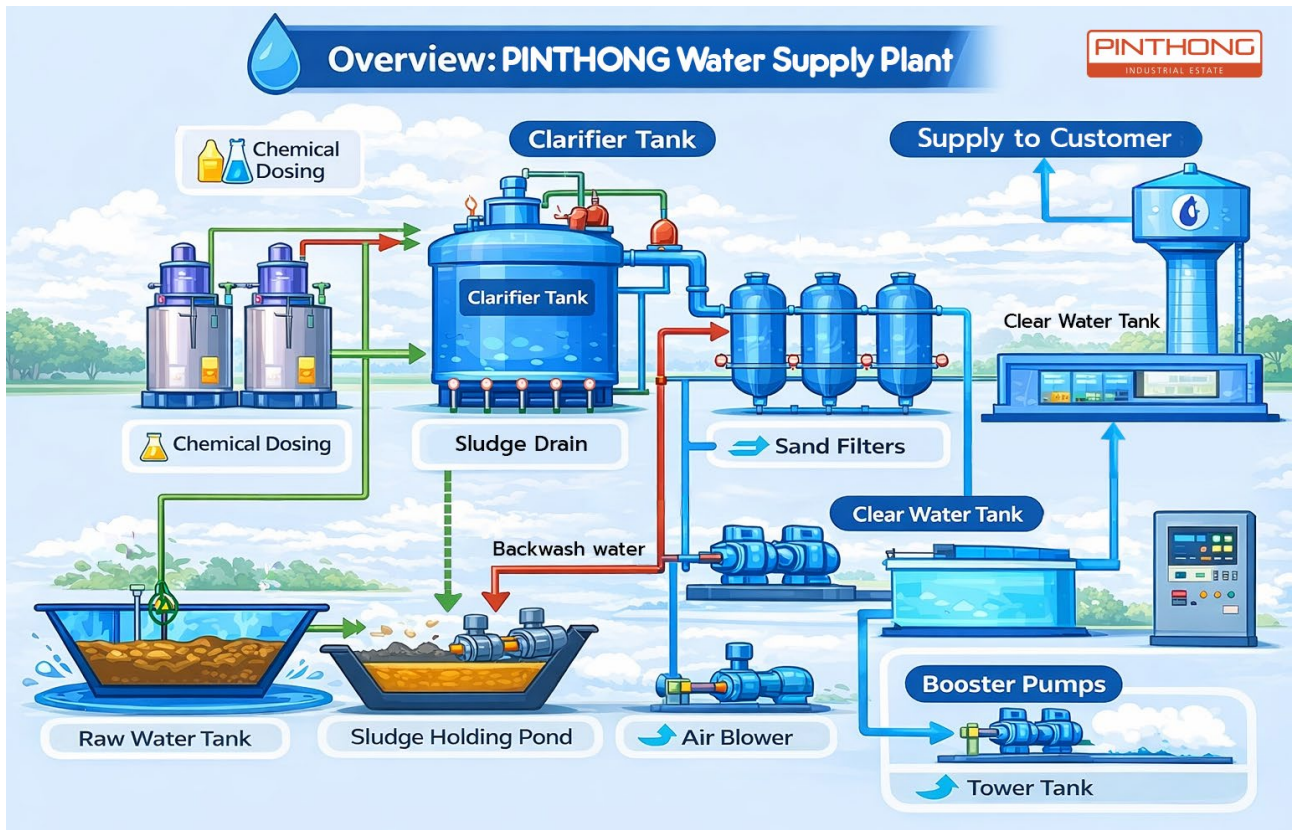 Overview: PINTHONG Water Supply Plant
PINTHONG
INDUSTRIAL ESTATE
Chemical
Dosing
Clarifier Tank
Supply to Customer
Clarifier Tank
Clear Water Tank
Chemical Dosing
Sludge Drain
Sand Filters
Clear Water Tank
Backwash water
Booster Pumps
Raw Water Tank
Sludge Holding Pond
Air Blower
Tower Tank